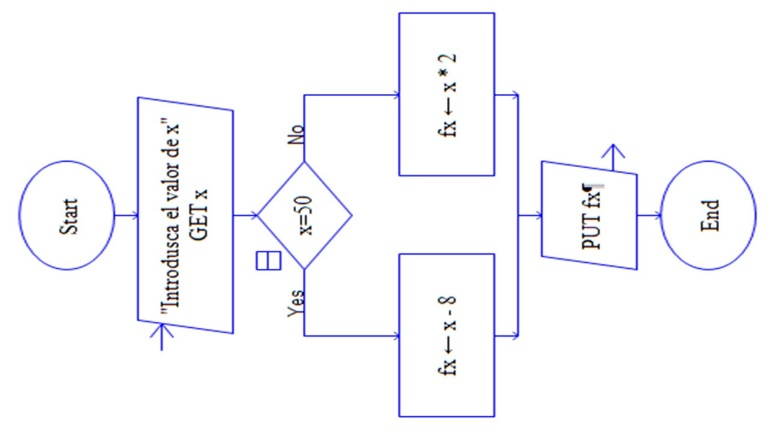 Start
"Introdusca el valor de x"
GET x
x=50
Yes
No
fx ← x - 8
fx ← x * 2
PUT fx¶
End